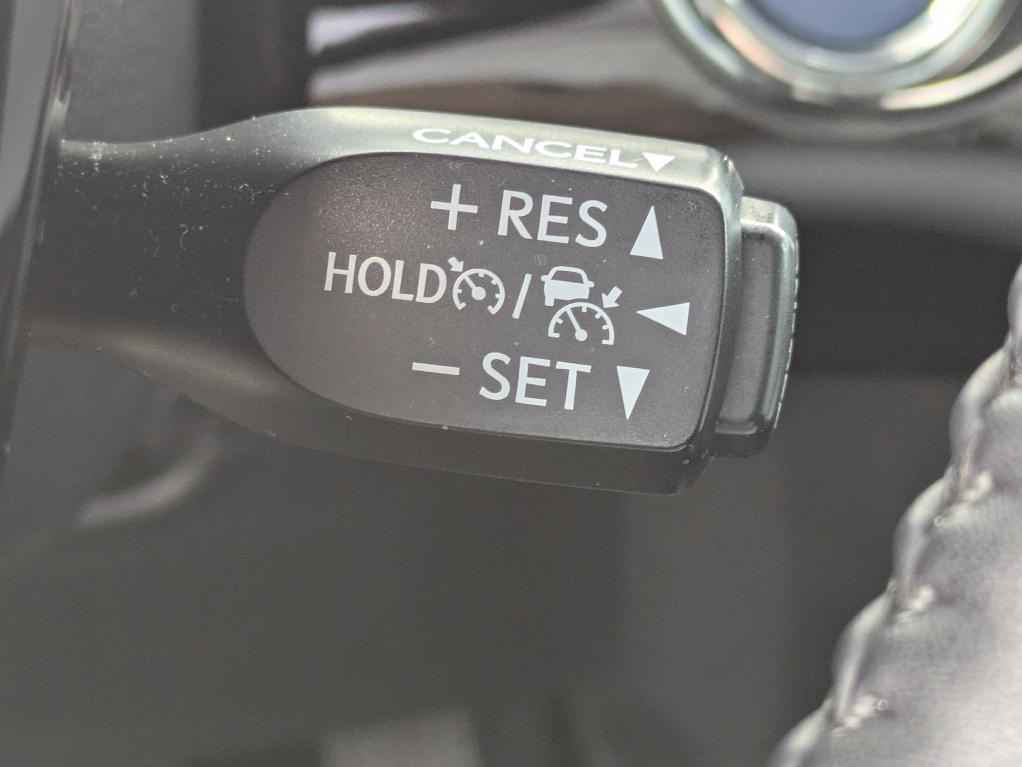 CANCEL▼
+ RES ▲
HOLD / ◀
− SET ▼